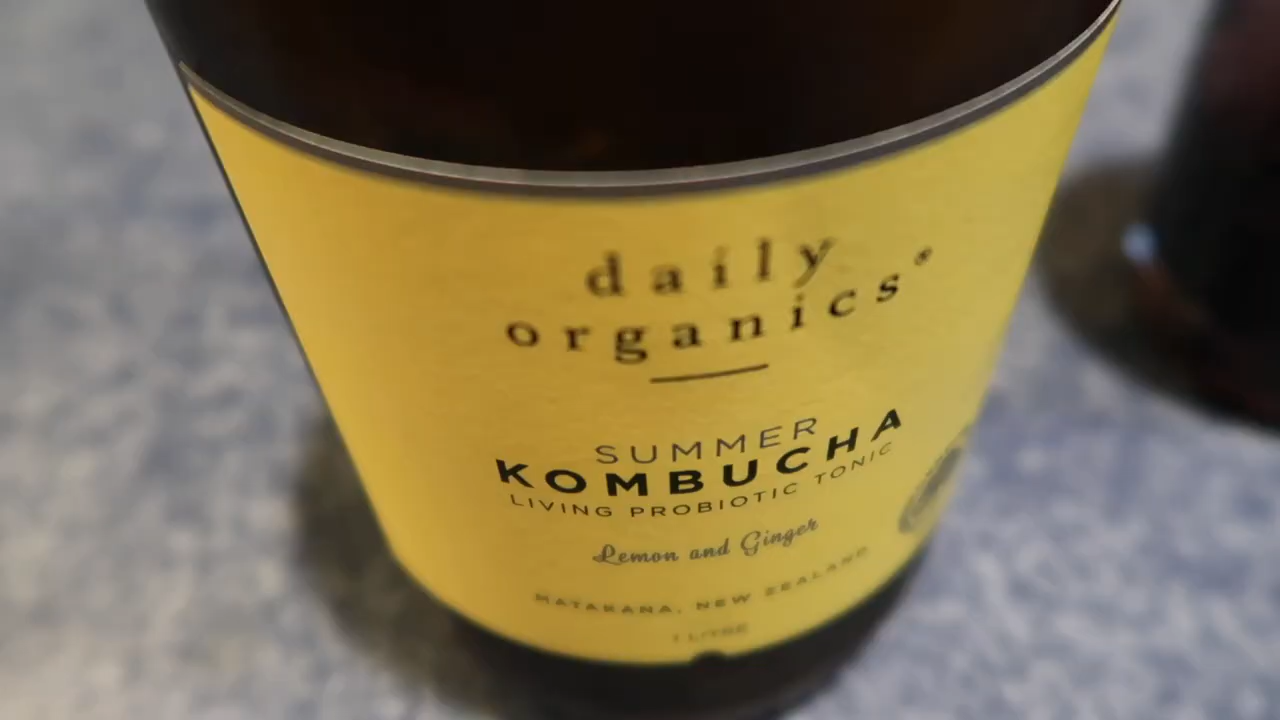 daily
organics®
SUMMER
KOMBUCHA
LIVING PROBIOTIC TONIC
Lemon and Ginger
MATAKANA, NEW ZEALAND
1 LITRE